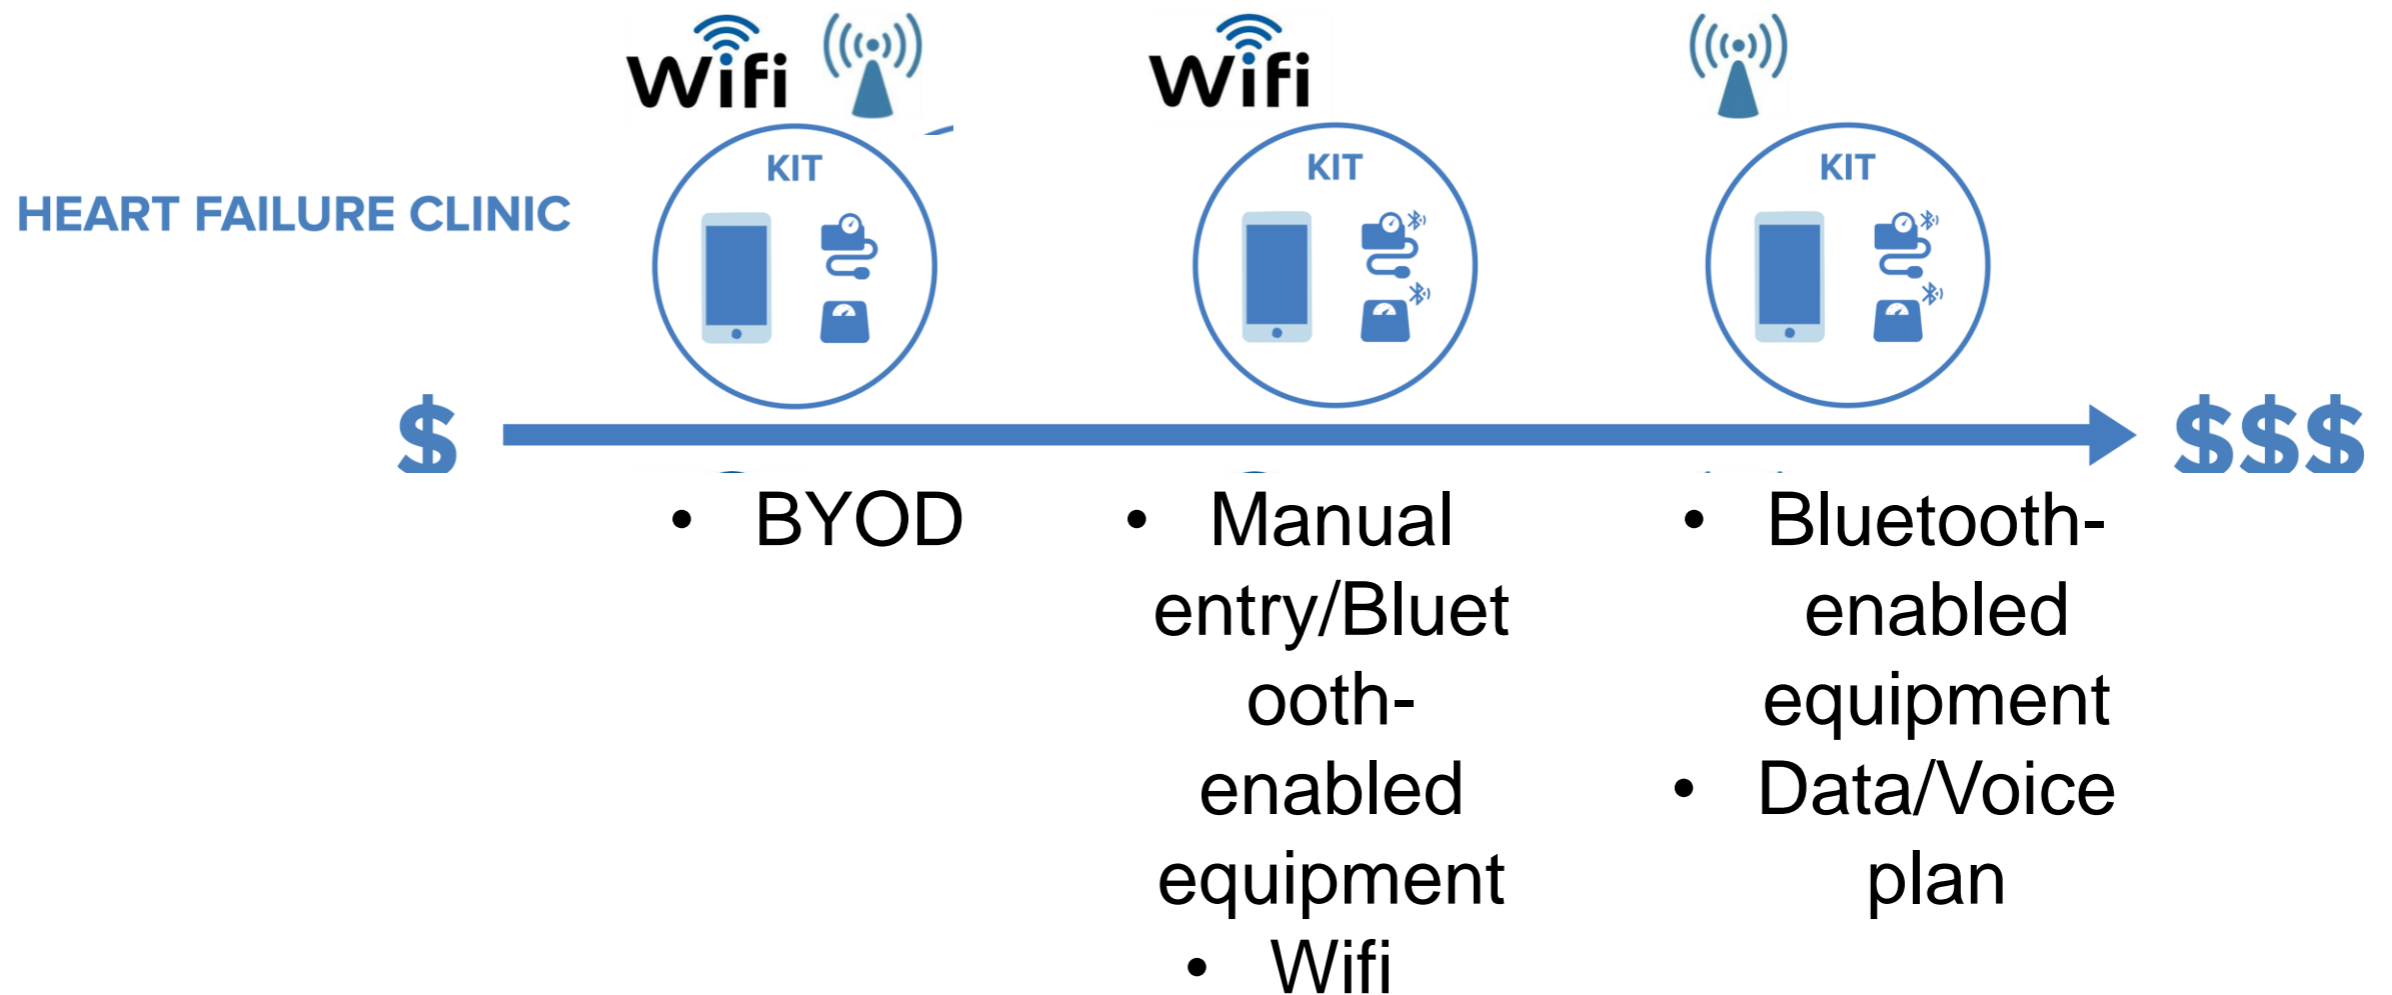 Wifi
Wifi
KIT
KIT
KIT
HEART FAILURE CLINIC
$
$$$
• BYOD
• Manual
entry/Bluet
ooth-
enabled
equipment
• Wifi
• Bluetooth-
enabled
equipment
• Data/Voice
plan